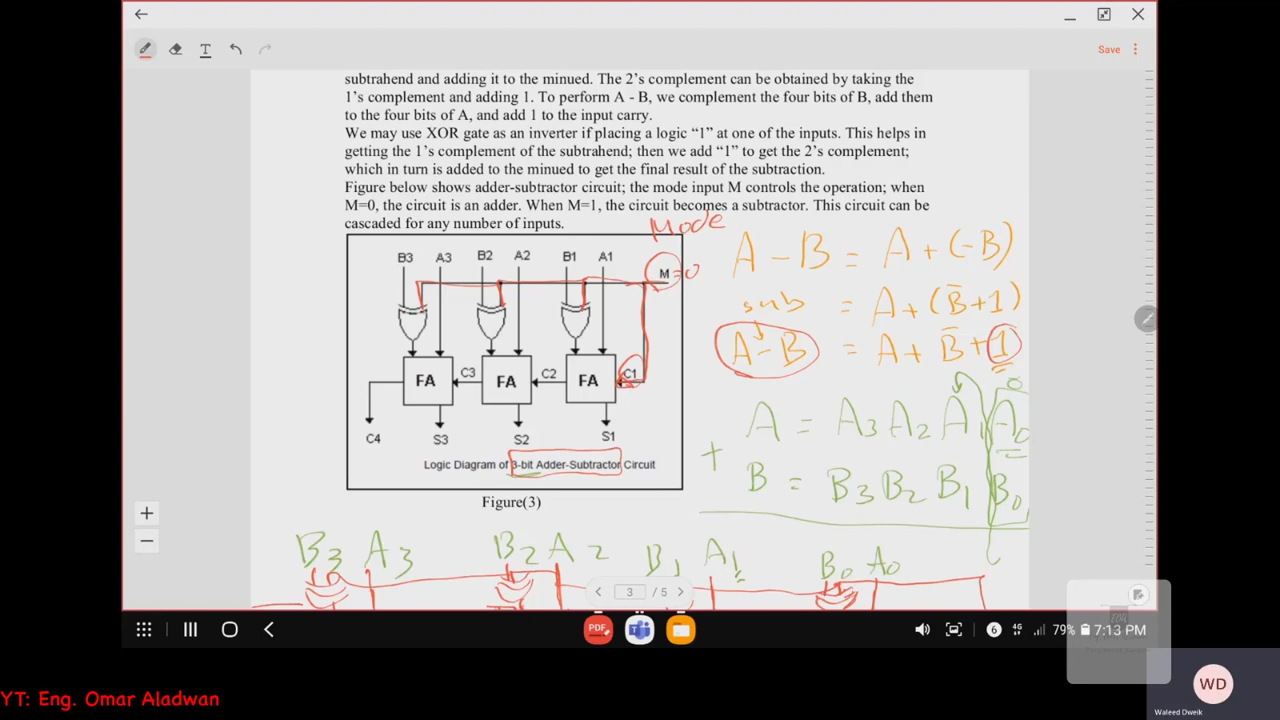 Save
subtrahend and adding it to the minued. The 2's complement can be obtained by taking the
1's complement and adding 1. To perform A - B, we complement the four bits of B, add them
to the four bits of A, and add 1 to the input carry.
We may use XOR gate as an inverter if placing a logic "1" at one of the inputs. This helps in
getting the 1's complement of the subtrahend; then we add "1" to get the 2's complement;
which in turn is added to the minued to get the final result of the subtraction.
Figure below shows adder-subtractor circuit; the mode input M controls the operation; when
M=0, the circuit is an adder. When M=1, the circuit becomes a subtractor. This circuit can be
cascaded for any number of inputs.
Mode
B3 A3 B2 A2 B1 A1
M=0
A - B = A + (-B)
sub = A + (B̅+1)
A - B = A + B̅ + 1
FA C3 FA C2 FA C1
C4 S3 S2 S1
Logic Diagram of 3-bit Adder-Subtractor Circuit
Figure(3)
0
A = A3 A2 A1 A0
+
B = B3 B2 B1 B0
B3 A3 B2 A2 B1 A1 B0 A0
3 / 5
PDF
6 4G 79% 7:13 PM
WD
Waleed Dweik
YT: Eng. Omar Aladwan